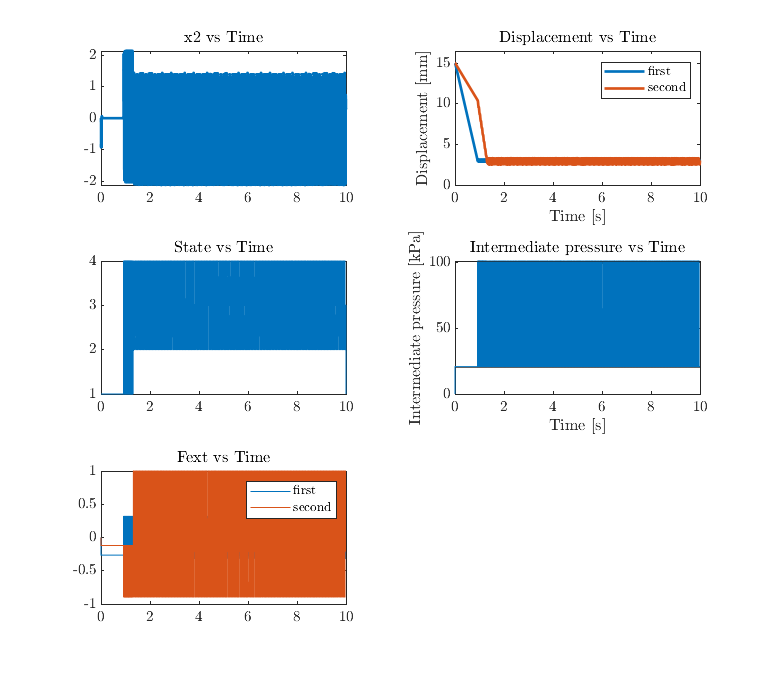 x2 vs Time
2
1
0
-1
-2
0 2 4 6 8 10
Displacement vs Time
Displacement [mm]
15
10
5
0
first
second
0 2 4 6 8 10
Time [s]
State vs Time
4
3
2
1
0 2 4 6 8 10
Intermediate pressure vs Time
Intermediate pressure [kPa]
100
50
0
0 2 4 6 8 10
Time [s]
Fext vs Time
1
0.5
0
-0.5
-1
first
second
0 2 4 6 8 10